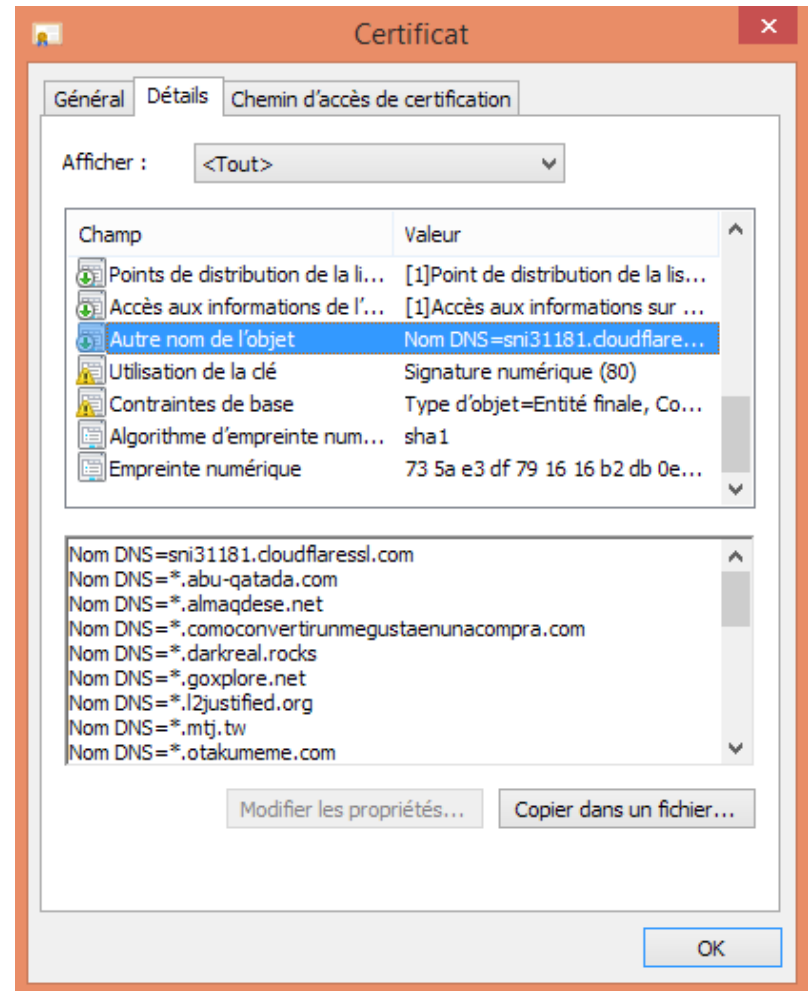 Certificat
Général Détails Chemin d’accès de certification
Afficher : <Tout>
Champ Valeur
Points de distribution de la li... [1]Point de distribution de la lis...
Accès aux informations de l’... [1]Accès aux informations sur ...
Autre nom de l’objet Nom DNS=sni31181.cloudflare...
Utilisation de la clé Signature numérique (80)
Contraintes de base Type d’objet=Entité finale, Co...
Algorithme d’empreinte num... sha1
Empreinte numérique 73 5a e3 df 79 16 16 b2 db 0e...
Nom DNS=sni31181.cloudflaressl.com
Nom DNS=*.abu-qatada.com
Nom DNS=*.almaqdese.net
Nom DNS=*.comoconvertirunmegustaenunacompra.com
Nom DNS=*.darkreal.rocks
Nom DNS=*.goxplore.net
Nom DNS=*.l2justified.org
Nom DNS=*.mtj.tw
Nom DNS=*.otakumeme.com
Modifier les propriétés... Copier dans un fichier...
OK